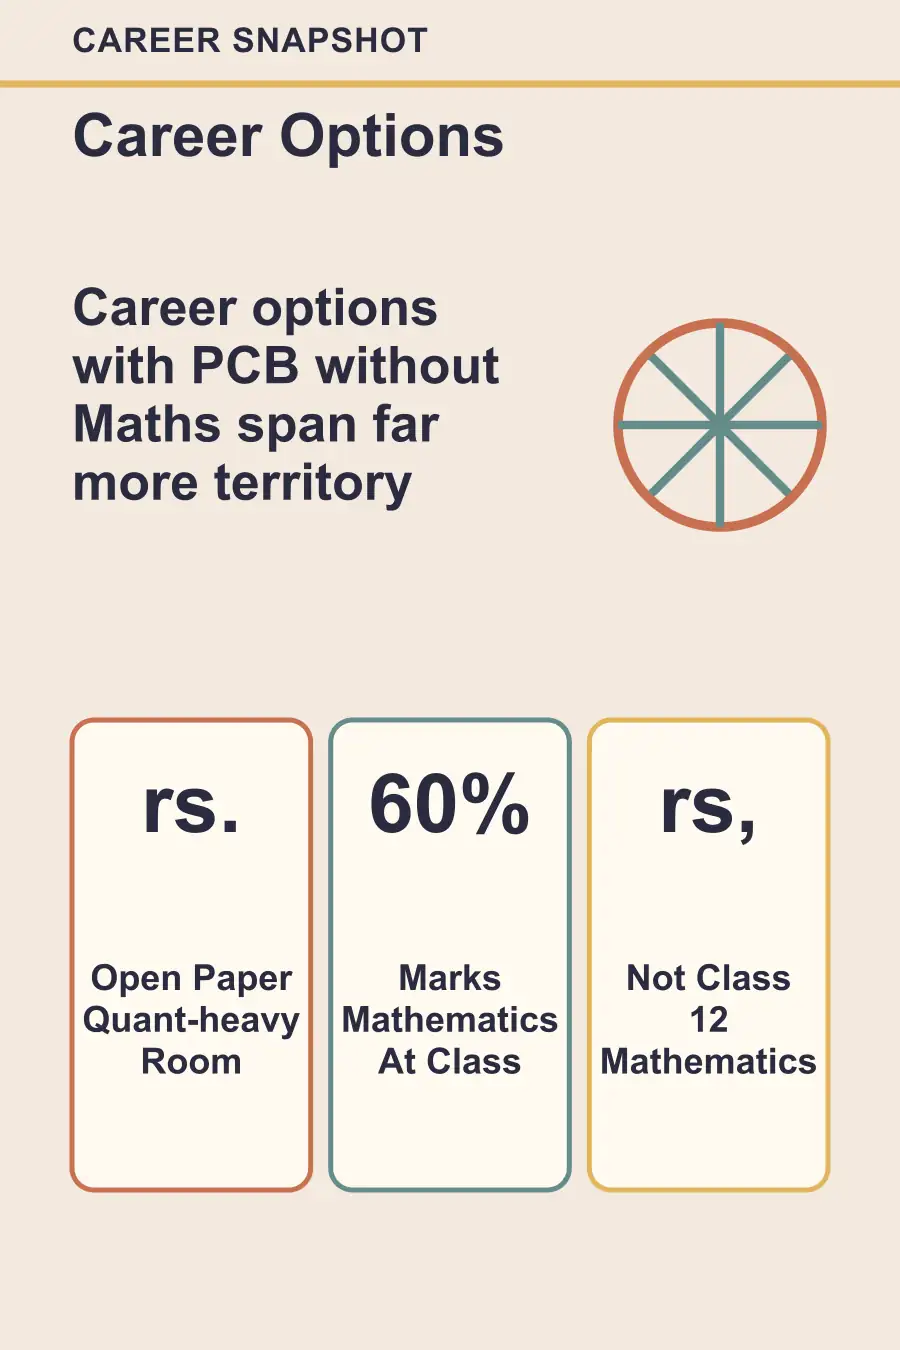 CAREER SNAPSHOT
Career Options
Career options
with PCB without
Maths span far
more territory
rs.
Open Paper
Quant-heavy
Room
60%
Marks
Mathematics
At Class
rs,
Not Class
12
Mathematics